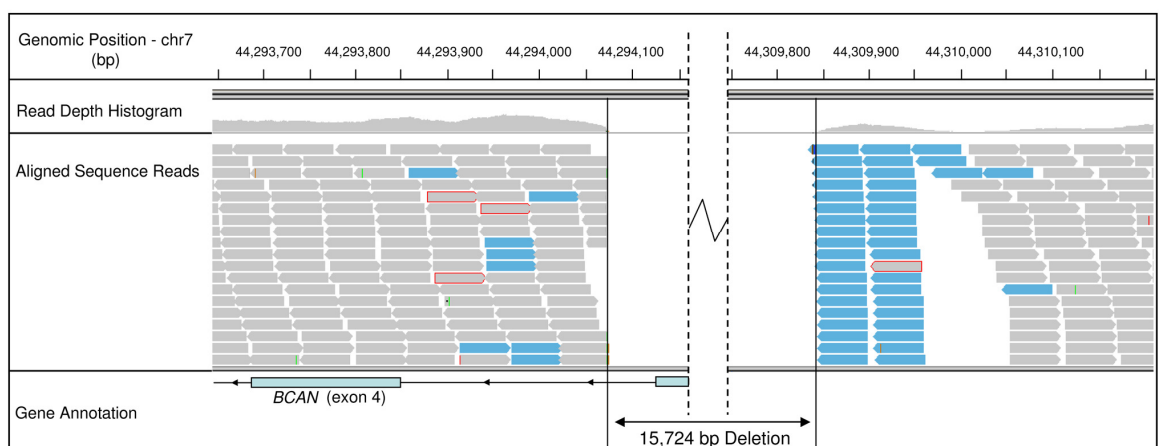 Genomic Position - chr7
(bp)
44,293,700 44,293,800 44,293,900 44,294,000 44,294,100 44,309,800 44,309,900 44,310,000 44,310,100
Read Depth Histogram
Aligned Sequence Reads
BCAN (exon 4)
Gene Annotation
15,724 bp Deletion